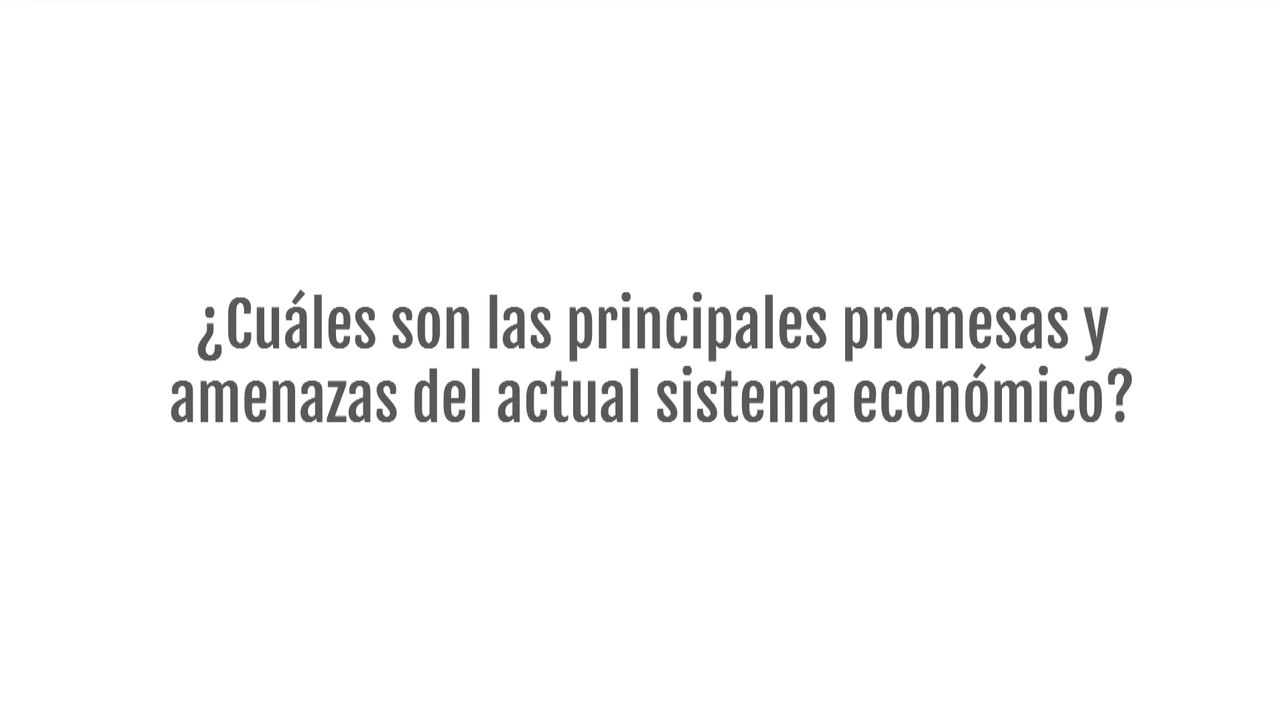 ¿Cuáles son las principales promesas y
amenazas del actual sistema económico?